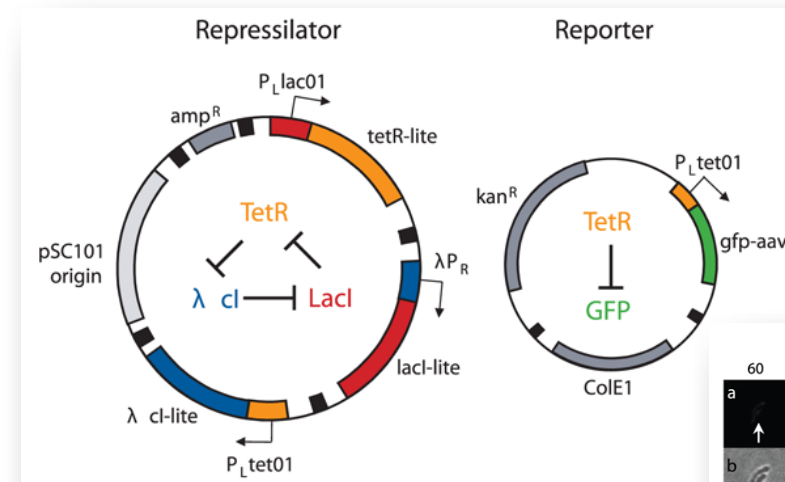 Repressilator
Reporter
PLlac01
ampR
tetR-lite
TetR
λ cI
LacI
pSC101
origin
λPR
lacI-lite
λ cI-lite
PLtet01
PLtet01
kanR
TetR
GFP
gfp-aav
ColE1
60
a
b